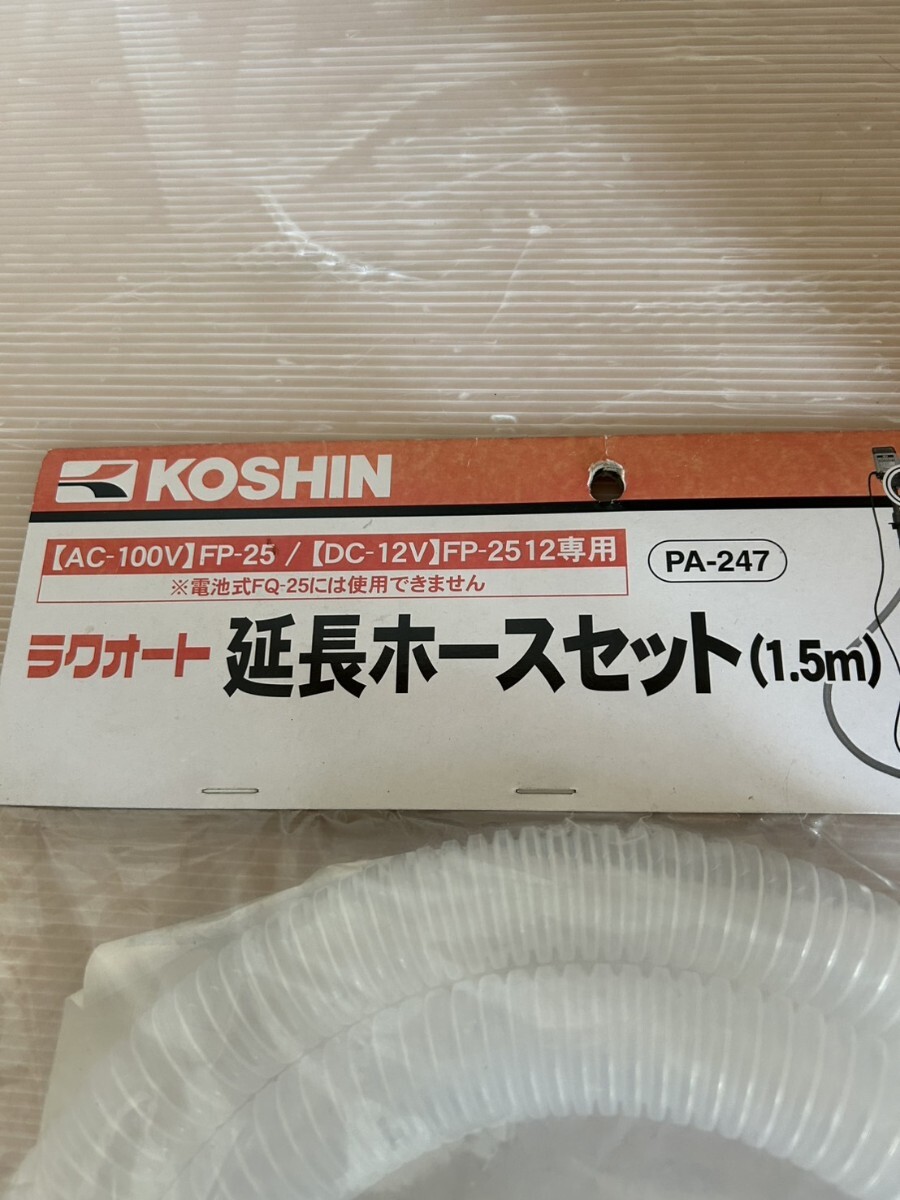 KOSHIN
【AC-100V】FP-25 / 【DC-12V】FP-2512専用
※電池式FQ-25には使用できません
PA-247
ラクオート 延長ホースセット(1.5m)